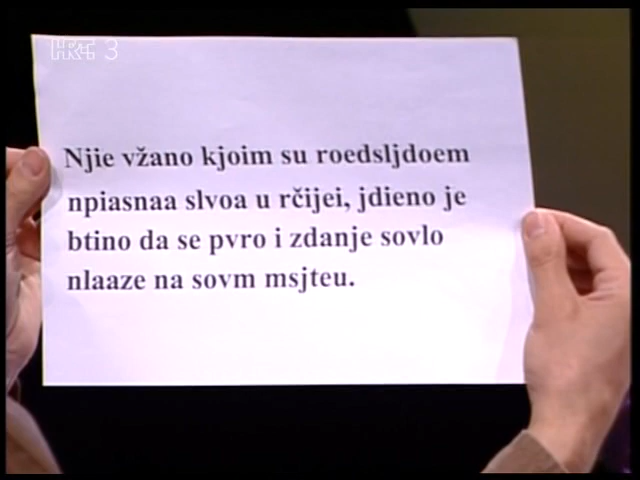 HRT 3
Njie vžano kjoim su roedsljdoem
npiasnaa slvoa u rčijei, jdieno je
btino da se pvro i zdanje sovlo
nlaaze na sovm msjteu.